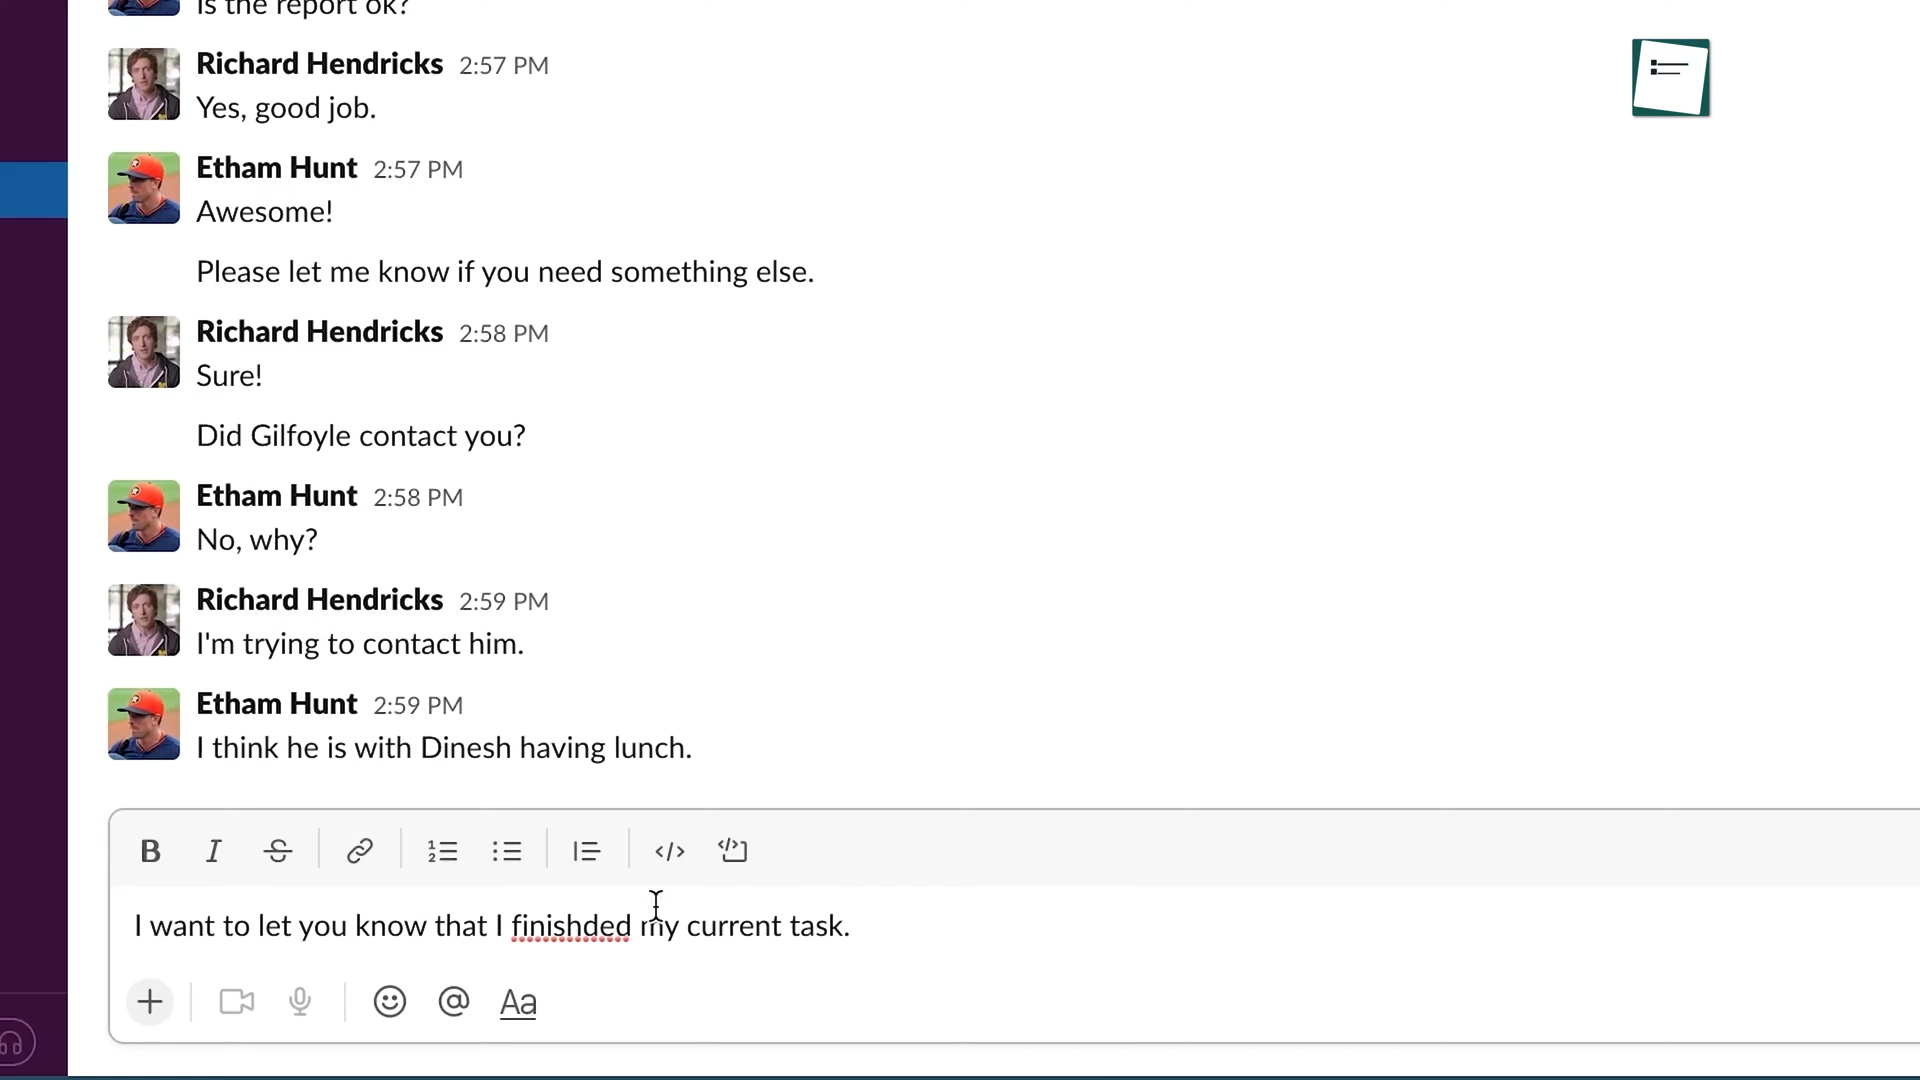 Is the report ok?
Richard Hendricks 2:57 PM
Yes, good job.
Etham Hunt 2:57 PM
Awesome!
Please let me know if you need something else.
Richard Hendricks 2:58 PM
Sure!
Did Gilfoyle contact you?
Etham Hunt 2:58 PM
No, why?
Richard Hendricks 2:59 PM
I'm trying to contact him.
Etham Hunt 2:59 PM
I think he is with Dinesh having lunch.
I want to let you know that I finishded my current task.
Aa